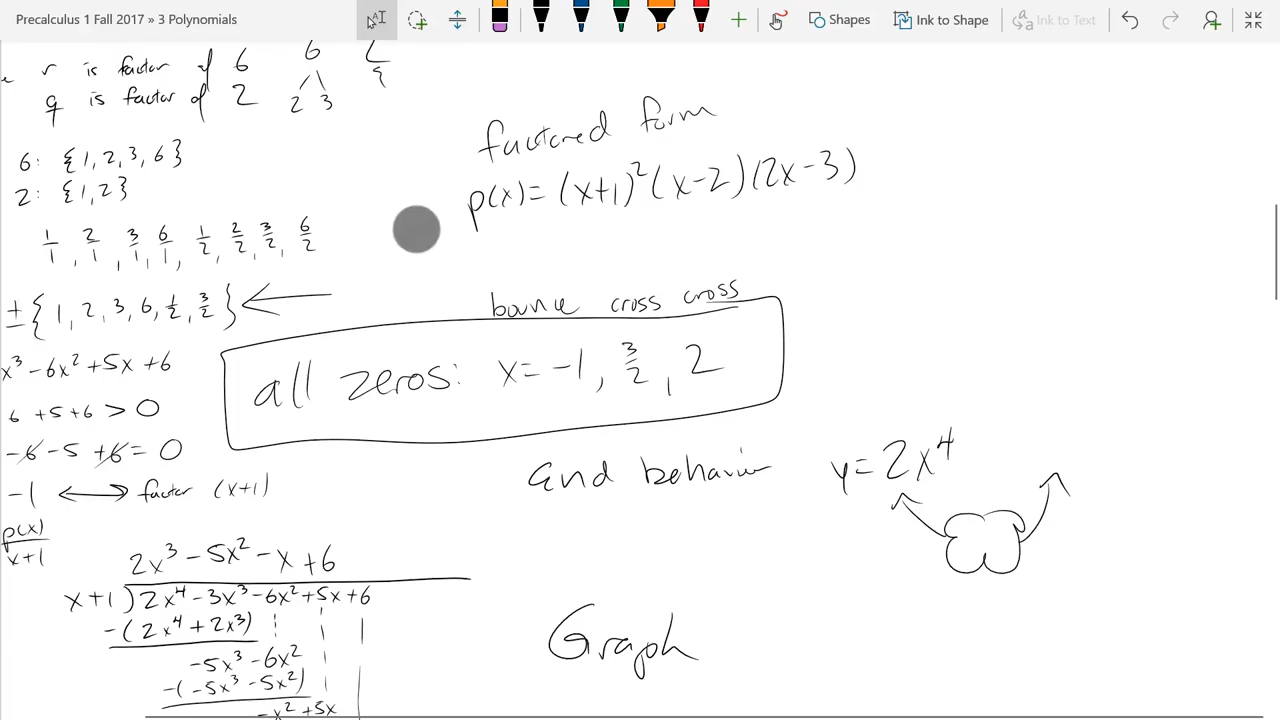 Precalculus 1 Fall 2017 » 3 Polynomials
Shapes
Ink to Shape
Ink to Text
r is factor of 6
q is factor of 2
6
2 3
6: {1, 2, 3, 6}
2: {1, 2}
1/1, 2/1, 3/1, 6/1, 1/2, 2/2, 3/2, 6/2
± {1, 2, 3, 6, 1/2, 3/2} ←
x³ - 6x² + 5x + 6
6 + 5 + 6 > 0
-6 - 5 + 6 = 0
-1 ↔ factor (x+1)
p(x)
x+1
2x³ - 5x² - x + 6
x+1 ) 2x⁴ - 3x³ - 6x² + 5x + 6
-(2x⁴ + 2x³)
-5x³ - 6x²
-(-5x³ - 5x²)
-x² + 5x
factored form
p(x) = (x+1)²(x-2)(2x-3)
bounce cross cross
all zeros: x = -1, 3/2, 2
end behavior y = 2x⁴
Graph